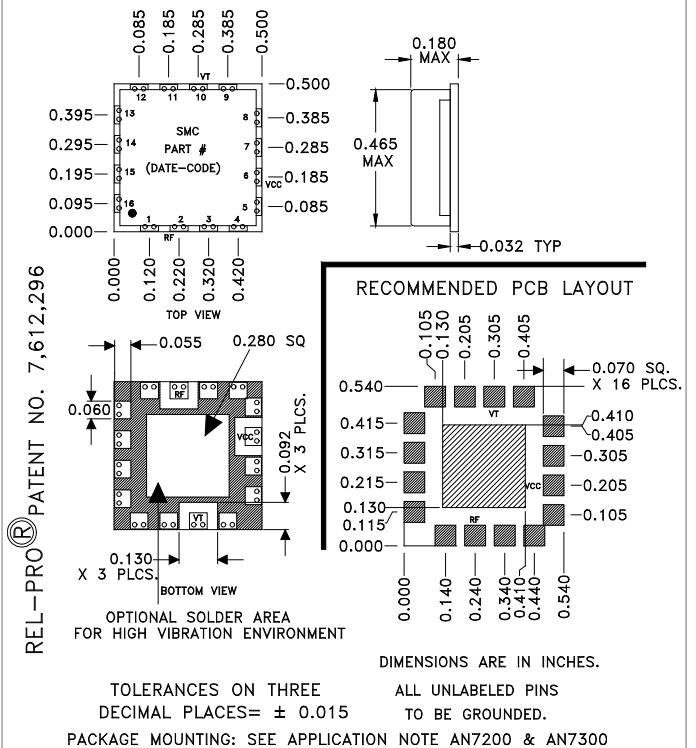 0.085
0.185
0.285
0.385
0.500
VT
12
11
10
9
0.500
0.395
13
8
0.385
SMC
0.295
14
PART #
7
0.285
(DATE-CODE)
0.195
15
6
0.185
VCC
0.095
16
5
0.085
0.000
1
2
3
4
RF
0.000
0.120
0.220
0.320
0.420
TOP VIEW
0.180
MAX
0.465
MAX
0.032 TYP
REL-PRO® PATENT NO. 7,612,296
0.055
0.280 SQ
RF
0.060
VCC
0.092
X 3 PLCS.
VT
0.130
X 3 PLCS.
BOTTOM VIEW
OPTIONAL SOLDER AREA
FOR HIGH VIBRATION ENVIRONMENT
RECOMMENDED PCB LAYOUT
0.105
0.130
0.205
0.305
0.405
0.070 SQ.
X 16 PLCS.
0.540
VT
0.415
0.410
0.405
0.315
0.305
0.215
VCC
0.205
0.130
0.115
RF
0.105
0.000
0.000
0.140
0.240
0.340
0.410
0.440
0.540
DIMENSIONS ARE IN INCHES.
TOLERANCES ON THREE
DECIMAL PLACES= ± 0.015
ALL UNLABELED PINS
TO BE GROUNDED.
PACKAGE MOUNTING: SEE APPLICATION NOTE AN7200 & AN7300